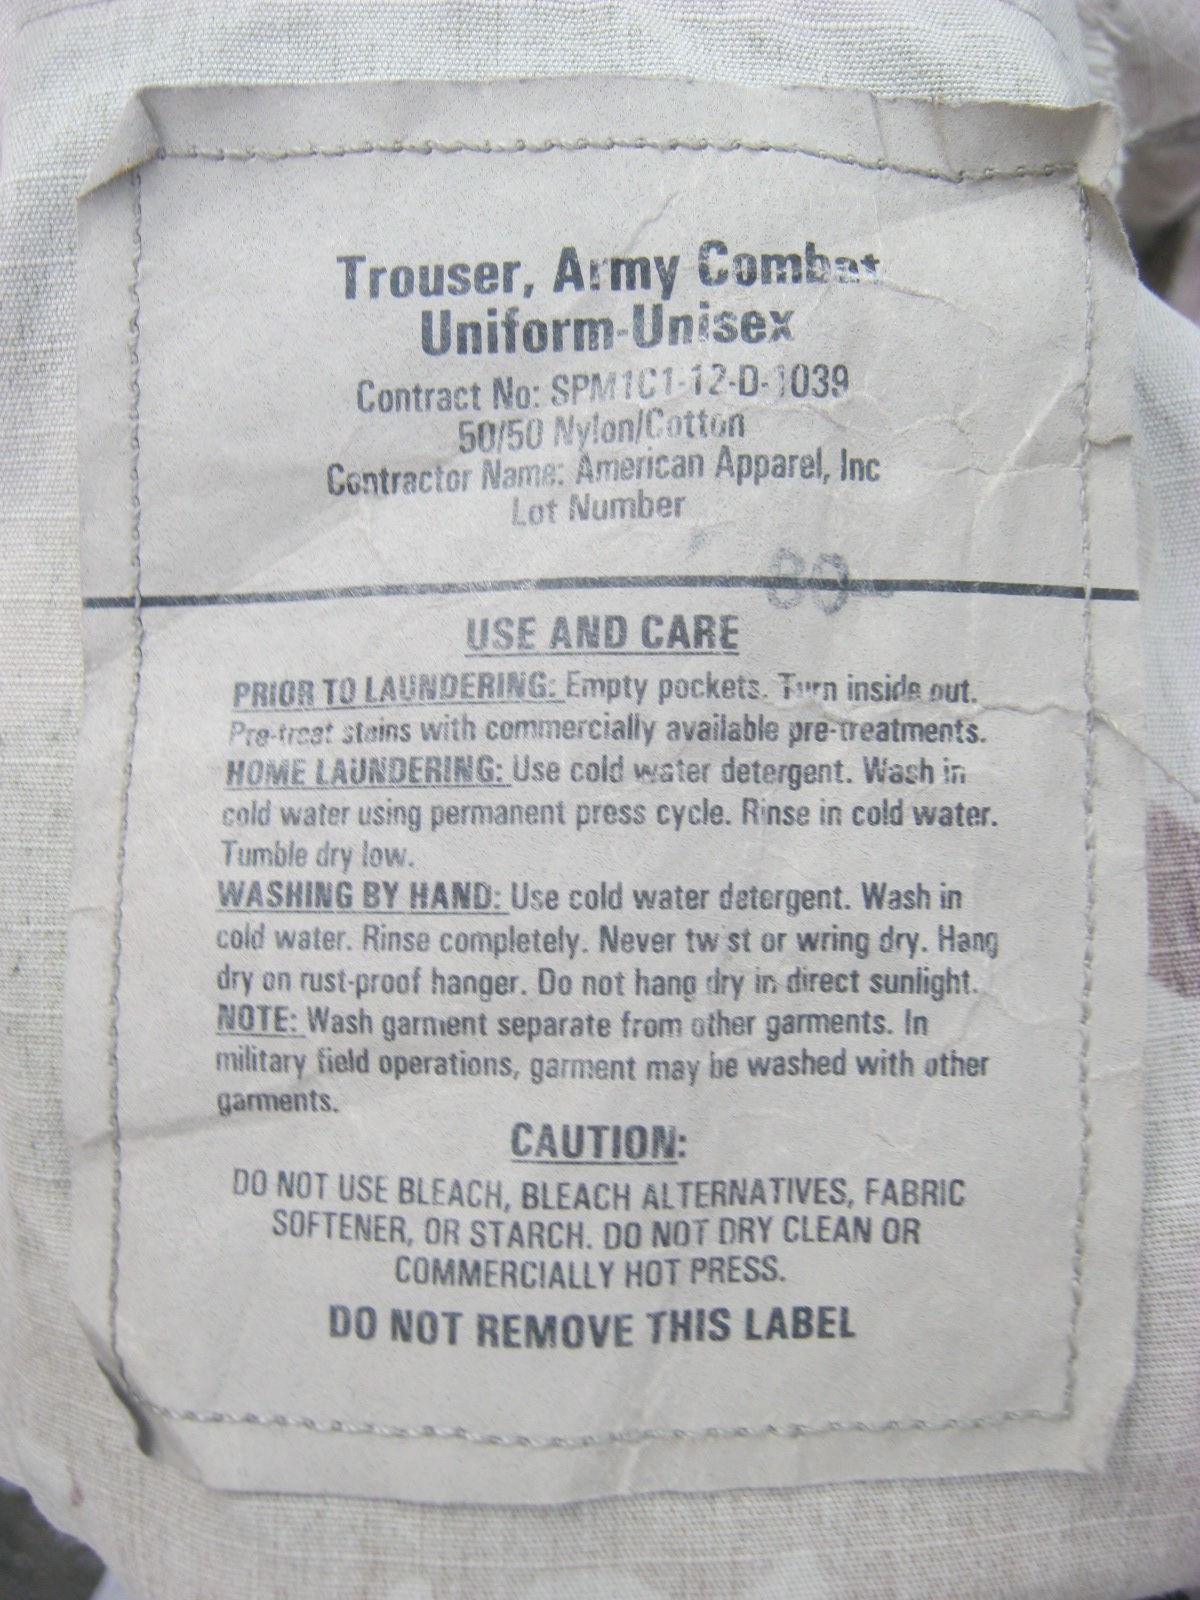 Trouser, Army Combat
Uniform-Unisex
Contract No: SPM1C1-12-D-1039
50/50 Nylon/Cotton
Contractor Name: American Apparel, Inc
Lot Number
USE AND CARE
PRIOR TO LAUNDERING: Empty pockets. Turn inside out.
Pre-treat stains with commercially available pre-treatments.
HOME LAUNDERING: Use cold water detergent. Wash in
cold water using permanent press cycle. Rinse in cold water.
Tumble dry low.
WASHING BY HAND: Use cold water detergent. Wash in
cold water. Rinse completely. Never twist or wring dry. Hang
dry on rust-proof hanger. Do not hang dry in direct sunlight.
NOTE: Wash garment separate from other garments. In
military field operations, garment may be washed with other
garments.
CAUTION:
DO NOT USE BLEACH, BLEACH ALTERNATIVES, FABRIC
SOFTENER, OR STARCH. DO NOT DRY CLEAN OR
COMMERCIALLY HOT PRESS.
DO NOT REMOVE THIS LABEL